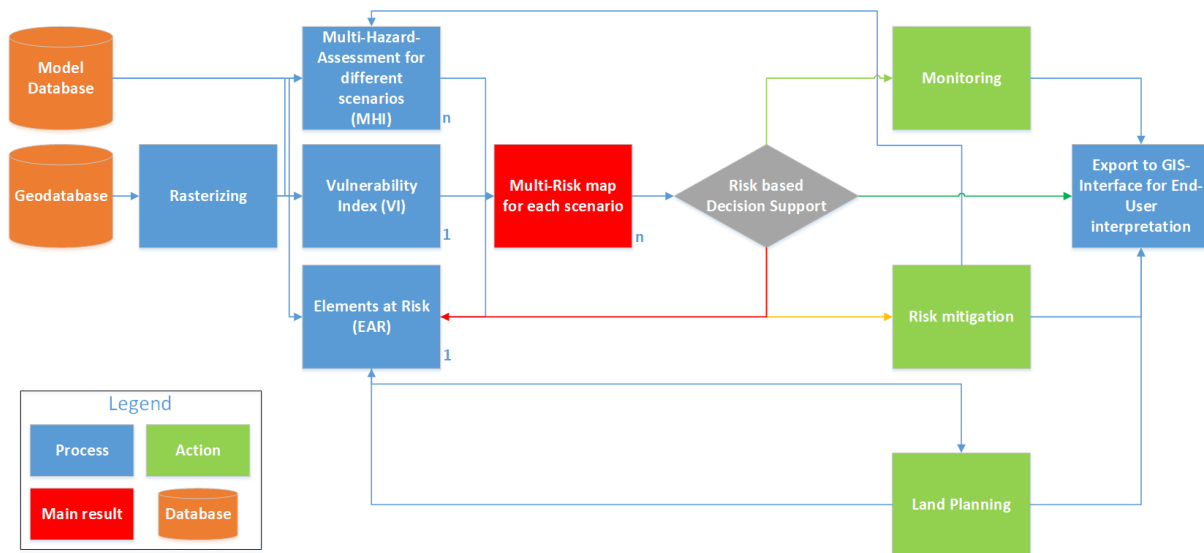 Model
Database
Multi-Hazard-
Assessment for
different
scenarios
(MHI)
n
Monitoring
Geodatabase
Rasterizing
Vulnerability
Index (VI)
1
Multi-Risk map
for each scenario
n
Risk based
Decision Support
Export to GIS-
Interface for End-
User
interpretation
Elements at Risk
(EAR)
1
Risk mitigation
Legend
Process
Action
Main result
Database
Land Planning